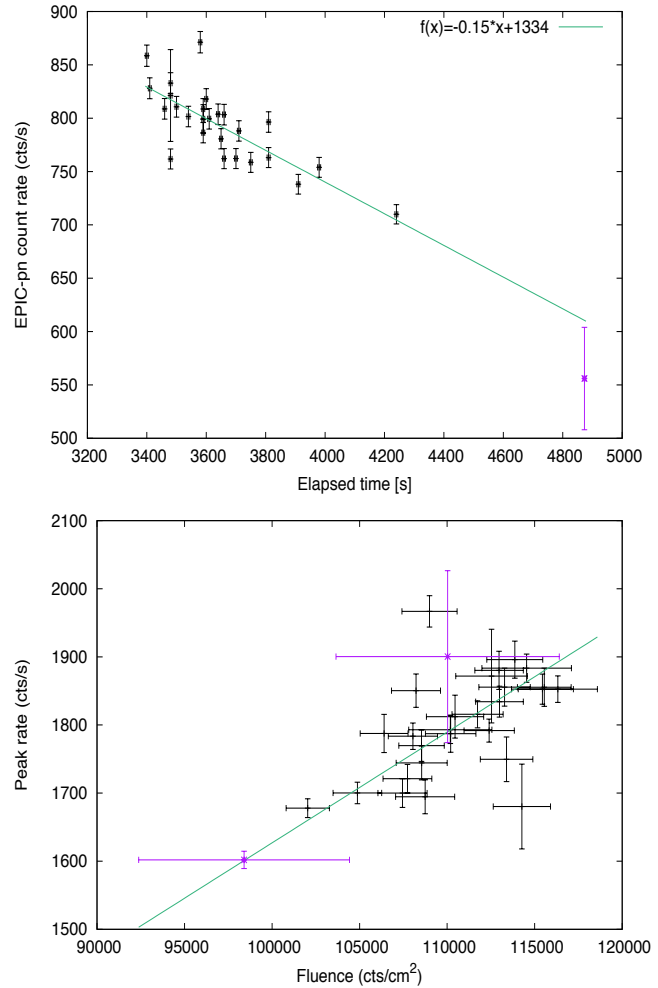 900
850
800
750
700
650
600
550
500
EPIC-pn count rate (cts/s)
f(x)=-0.15*x+1334
3200 3400 3600 3800 4000 4200 4400 4600 4800 5000
Elapsed time [s]
2100
2000
1900
1800
1700
1600
1500
Peak rate (cts/s)
90000 95000 100000 105000 110000 115000 120000
Fluence (cts/cm²)